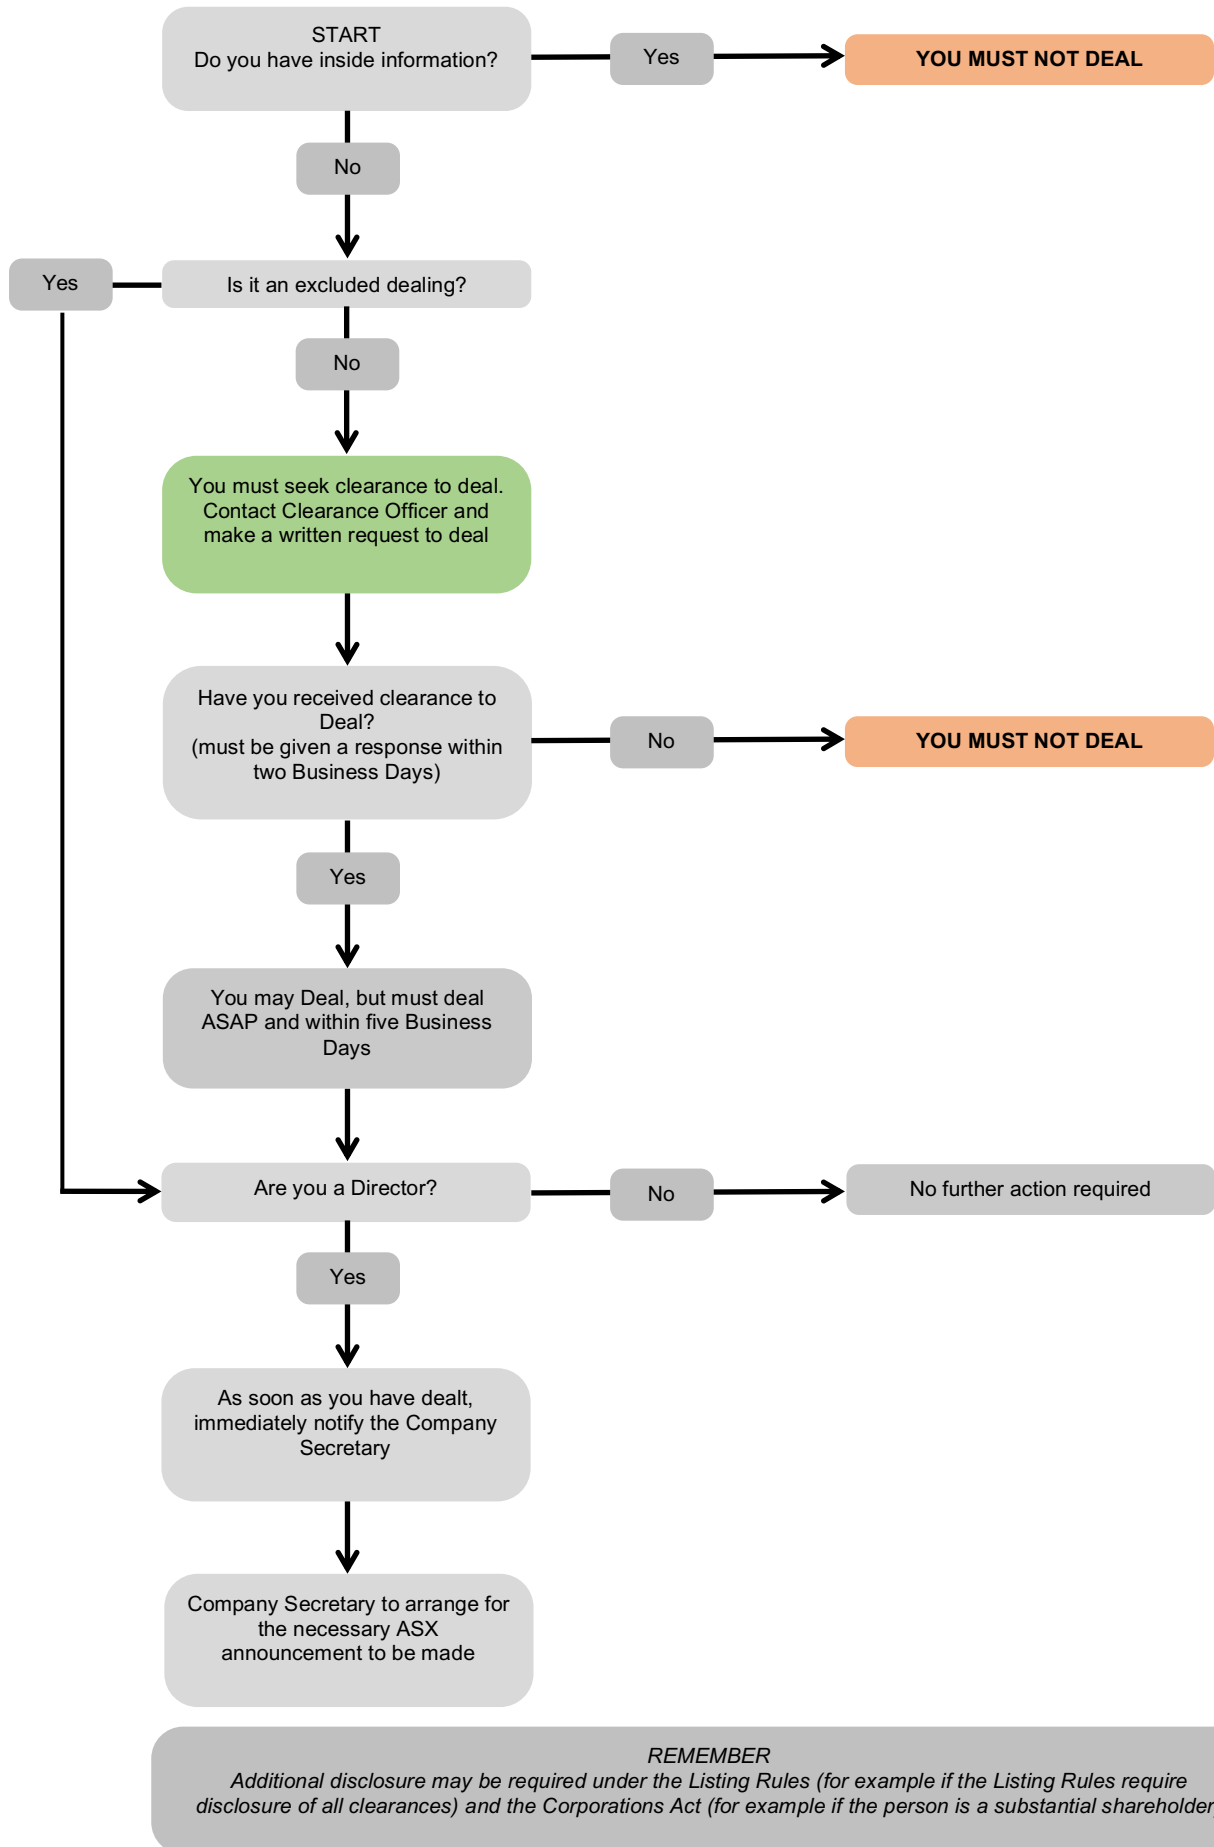 START
Do you have inside information?
Yes
YOU MUST NOT DEAL
No
Yes
Is it an excluded dealing?
No
You must seek clearance to deal.
Contact Clearance Officer and
make a written request to deal
Have you received clearance to
Deal?
(must be given a response within
two Business Days)
No
YOU MUST NOT DEAL
Yes
You may Deal, but must deal
ASAP and within five Business
Days
Are you a Director?
No
No further action required
Yes
As soon as you have dealt,
immediately notify the Company
Secretary
Company Secretary to arrange for
the necessary ASX
announcement to be made
REMEMBER
Additional disclosure may be required under the Listing Rules (for example if the Listing Rules require
disclosure of all clearances) and the Corporations Act (for example if the person is a substantial shareholder